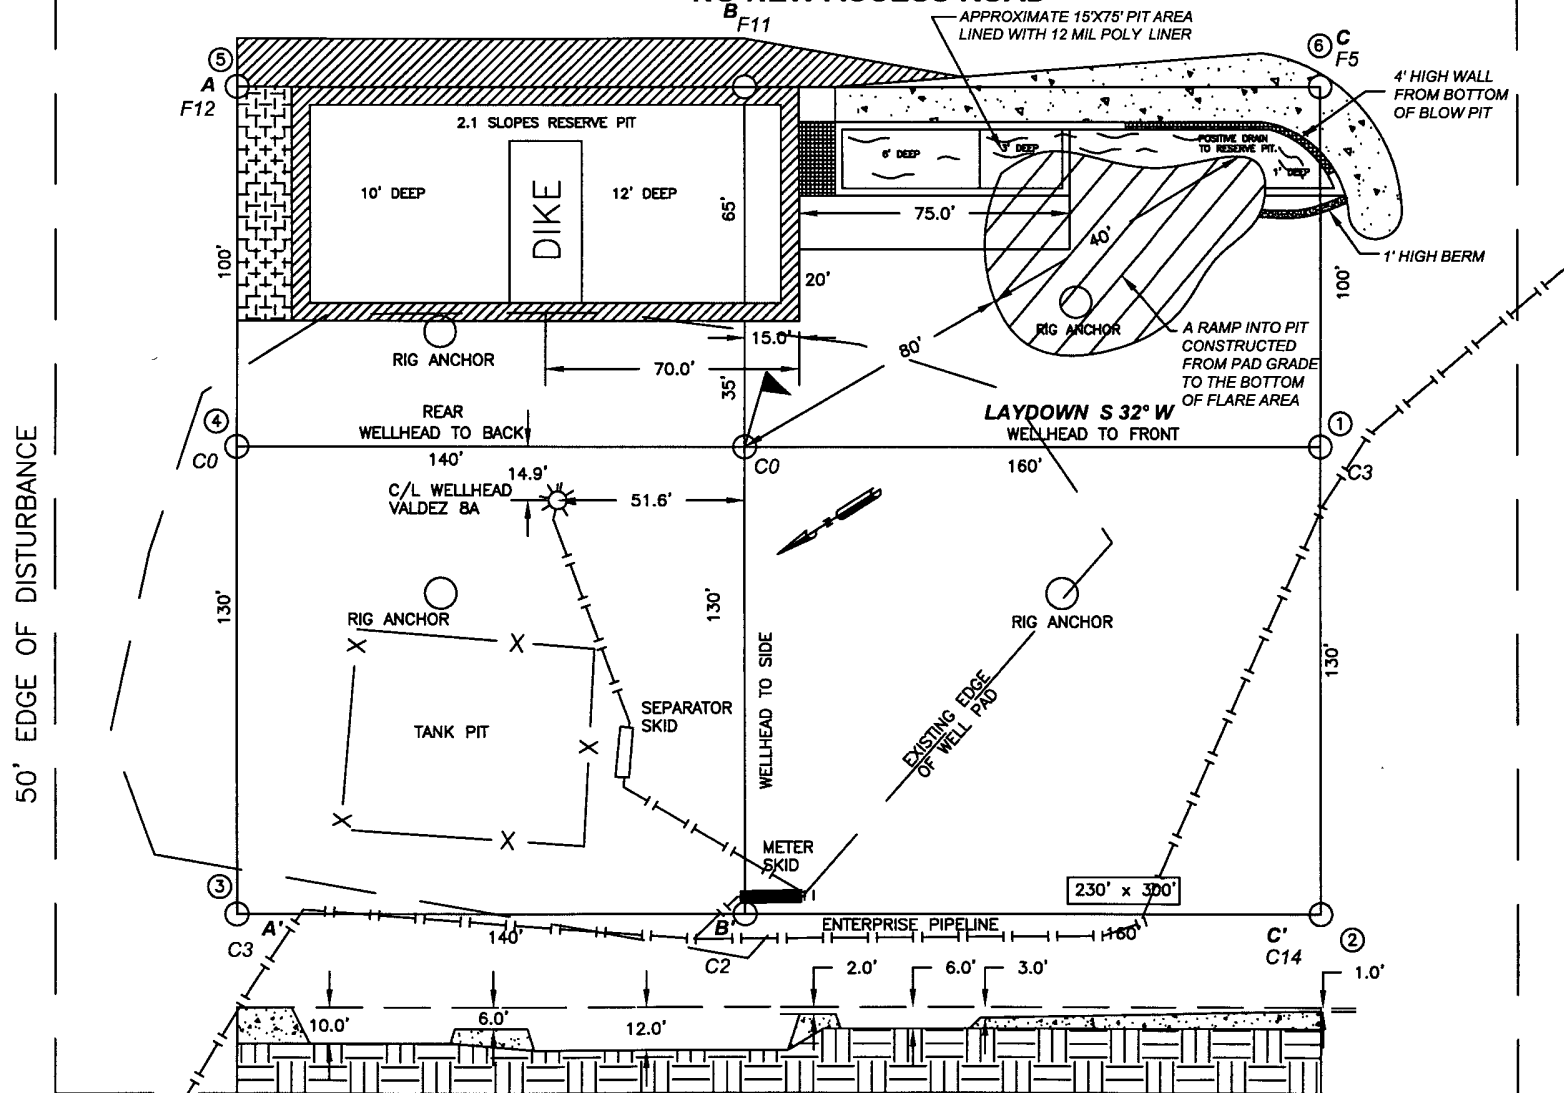 B
F11
APPROXIMATE 15'X75' PIT AREA
LINED WITH 12 MIL POLY LINER
5
A
F12
6
C
F5
4' HIGH WALL
FROM BOTTOM
OF BLOW PIT
2.1 SLOPES RESERVE PIT
10' DEEP
DIKE
12' DEEP
65'
6' DEEP
3' DEEP
POSITIVE DRAIN
TO RESERVE PIT.
1' DEEP
75.0'
40'
1' HIGH BERM
100'
20'
100'
RIG ANCHOR
RIG ANCHOR
15.0'
80'
A RAMP INTO PIT
CONSTRUCTED
FROM PAD GRADE
TO THE BOTTOM
OF FLARE AREA
70.0'
35'
REAR
WELLHEAD TO BACK
LAYDOWN S 32° W
WELLHEAD TO FRONT
4
C0
140'
C0
160'
1
C3
14.9'
C/L WELLHEAD
VALDEZ 8A
51.6'
50' EDGE OF DISTURBANCE
130'
130'
130'
RIG ANCHOR
RIG ANCHOR
WELLHEAD TO SIDE
TANK PIT
SEPARATOR
SKID
EXISTING EDGE
OF WELL PAD
METER
SKID
230' x 300'
3
A'
C3
140'
B'
C2
ENTERPRISE PIPELINE
160'
C'
C14
2
2.0'
6.0'
3.0'
1.0'
10.0'
6.0'
12.0'